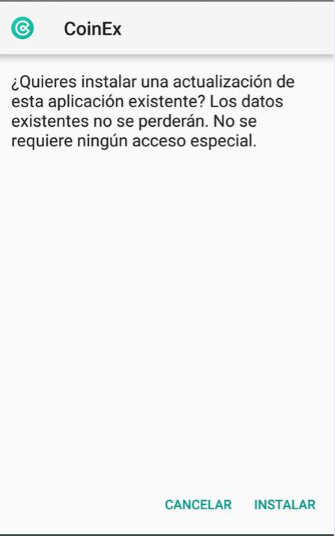 CoinEx
¿Quieres instalar una actualización de
esta aplicación existente? Los datos
existentes no se perderán. No se
requiere ningún acceso especial.
CANCELAR INSTALAR